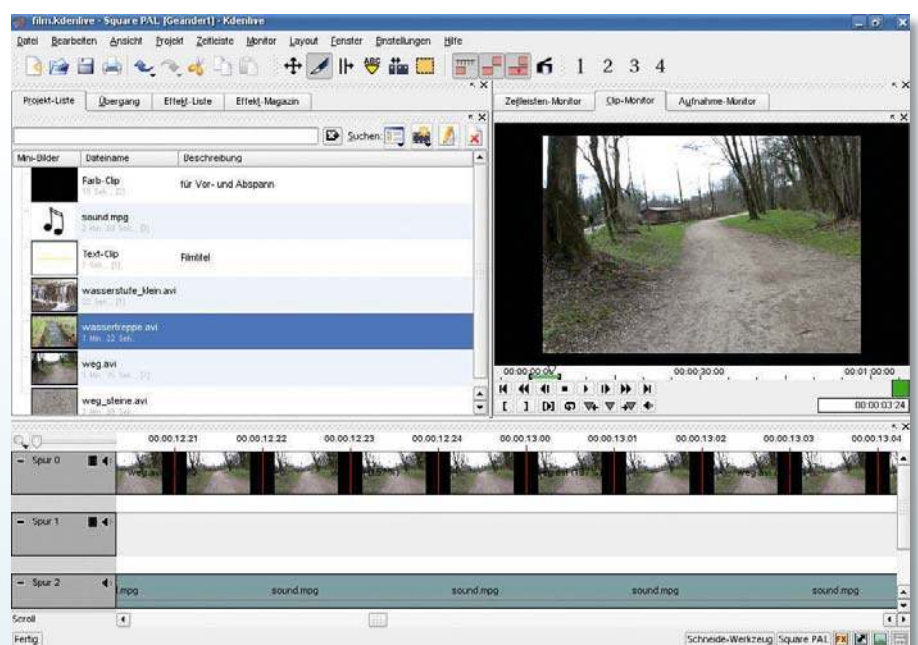 film.kdenlive - Square PAL [Geändert] - Kdenlive
Datei Bearbeiten Ansicht Projekt Zeitleiste Monitor Layout Fenster Einstellungen Hilfe
ABC
1 2 3 4
Projekt-Liste Übergang Effekt-Liste Effekt-Magazin
Zeitleisten-Monitor Clip-Monitor Aufnahme-Monitor
Suchen:
Mini-Bilder Dateiname Beschreibung
Farb-Clip für Vor- und Abspann
sound.mpg
Text-Clip Filmtitel
wasserstufe_klein.avi
wassertreppe.avi
1 Min. 22 Sek.
weg.avi
weg_steine.avi
00:00:30:00 00:01:00:00
00:00:03:24
00:00:12:21 00:00:12:22 00:00:12:23 00:00:12:24 00:00:13:00 00:00:13:01 00:00:13:02 00:00:13:03 00:00:13:04
Spur 0
Spur 1
Spur 2
.mpg sound.mpg sound.mpg sound.mpg sound.mpg
Scroll
Fertig
Schneide-Werkzeug Square PAL FX